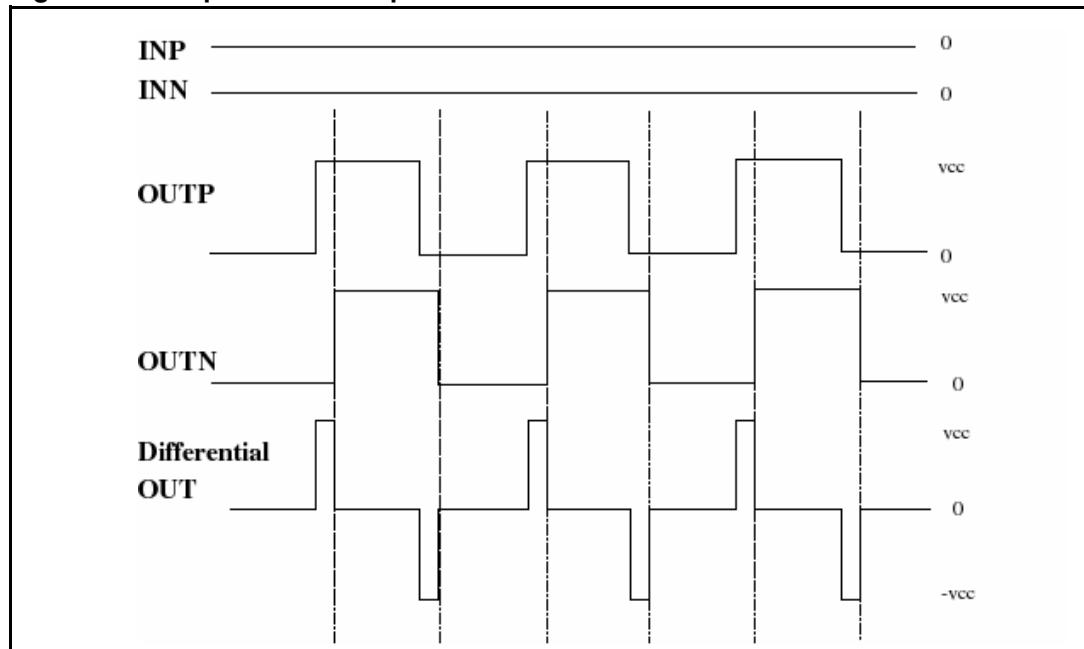 INP 0
INN 0
vcc
OUTP
0
vcc
OUTN
0
vcc
Differential
OUT
0
-vcc